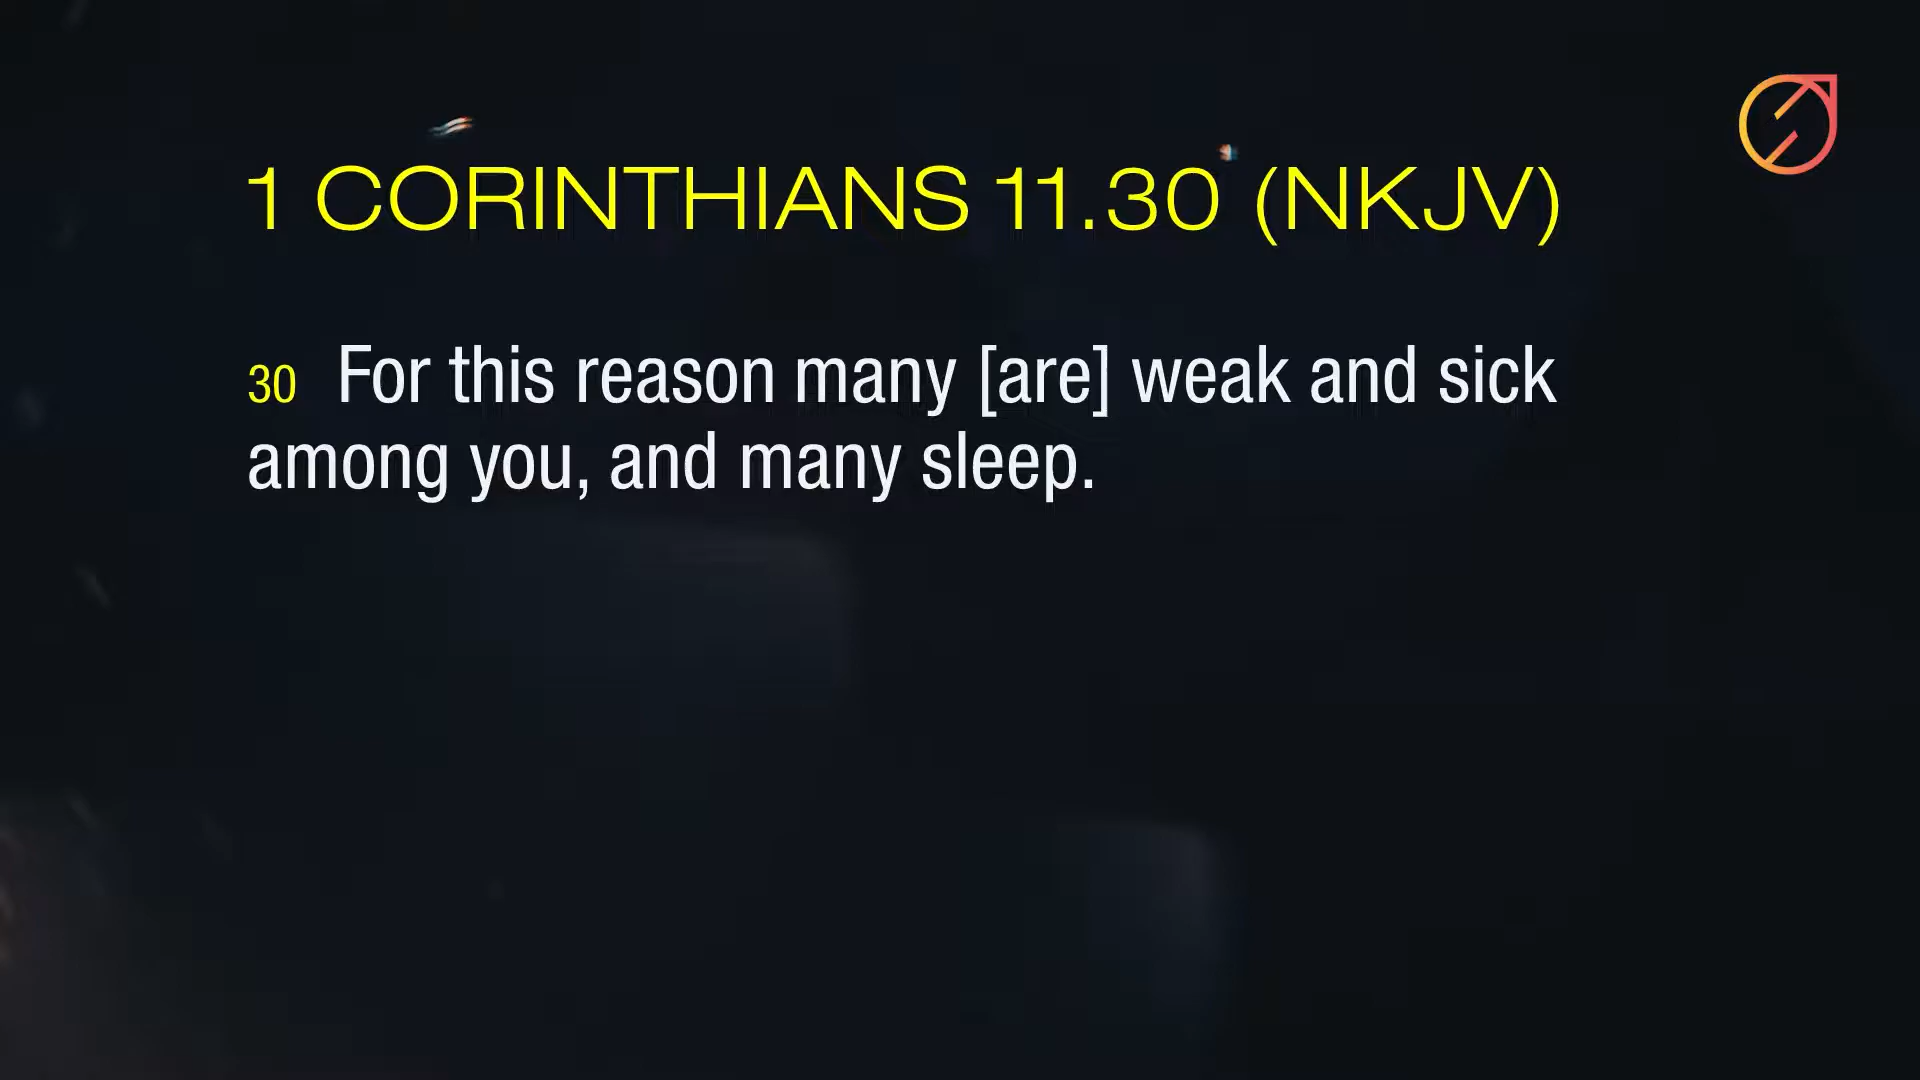 1 CORINTHIANS 11.30 (NKJV)
30 For this reason many [are] weak and sick
among you, and many sleep.